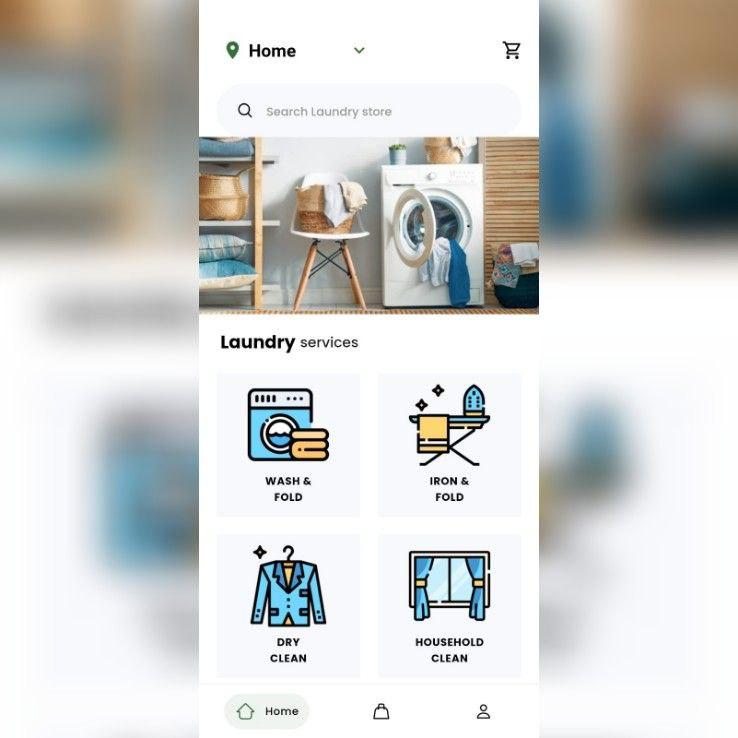 Home
Search Laundry store
Laundry services
WASH &
FOLD
IRON &
FOLD
DRY
CLEAN
HOUSEHOLD
CLEAN
Home